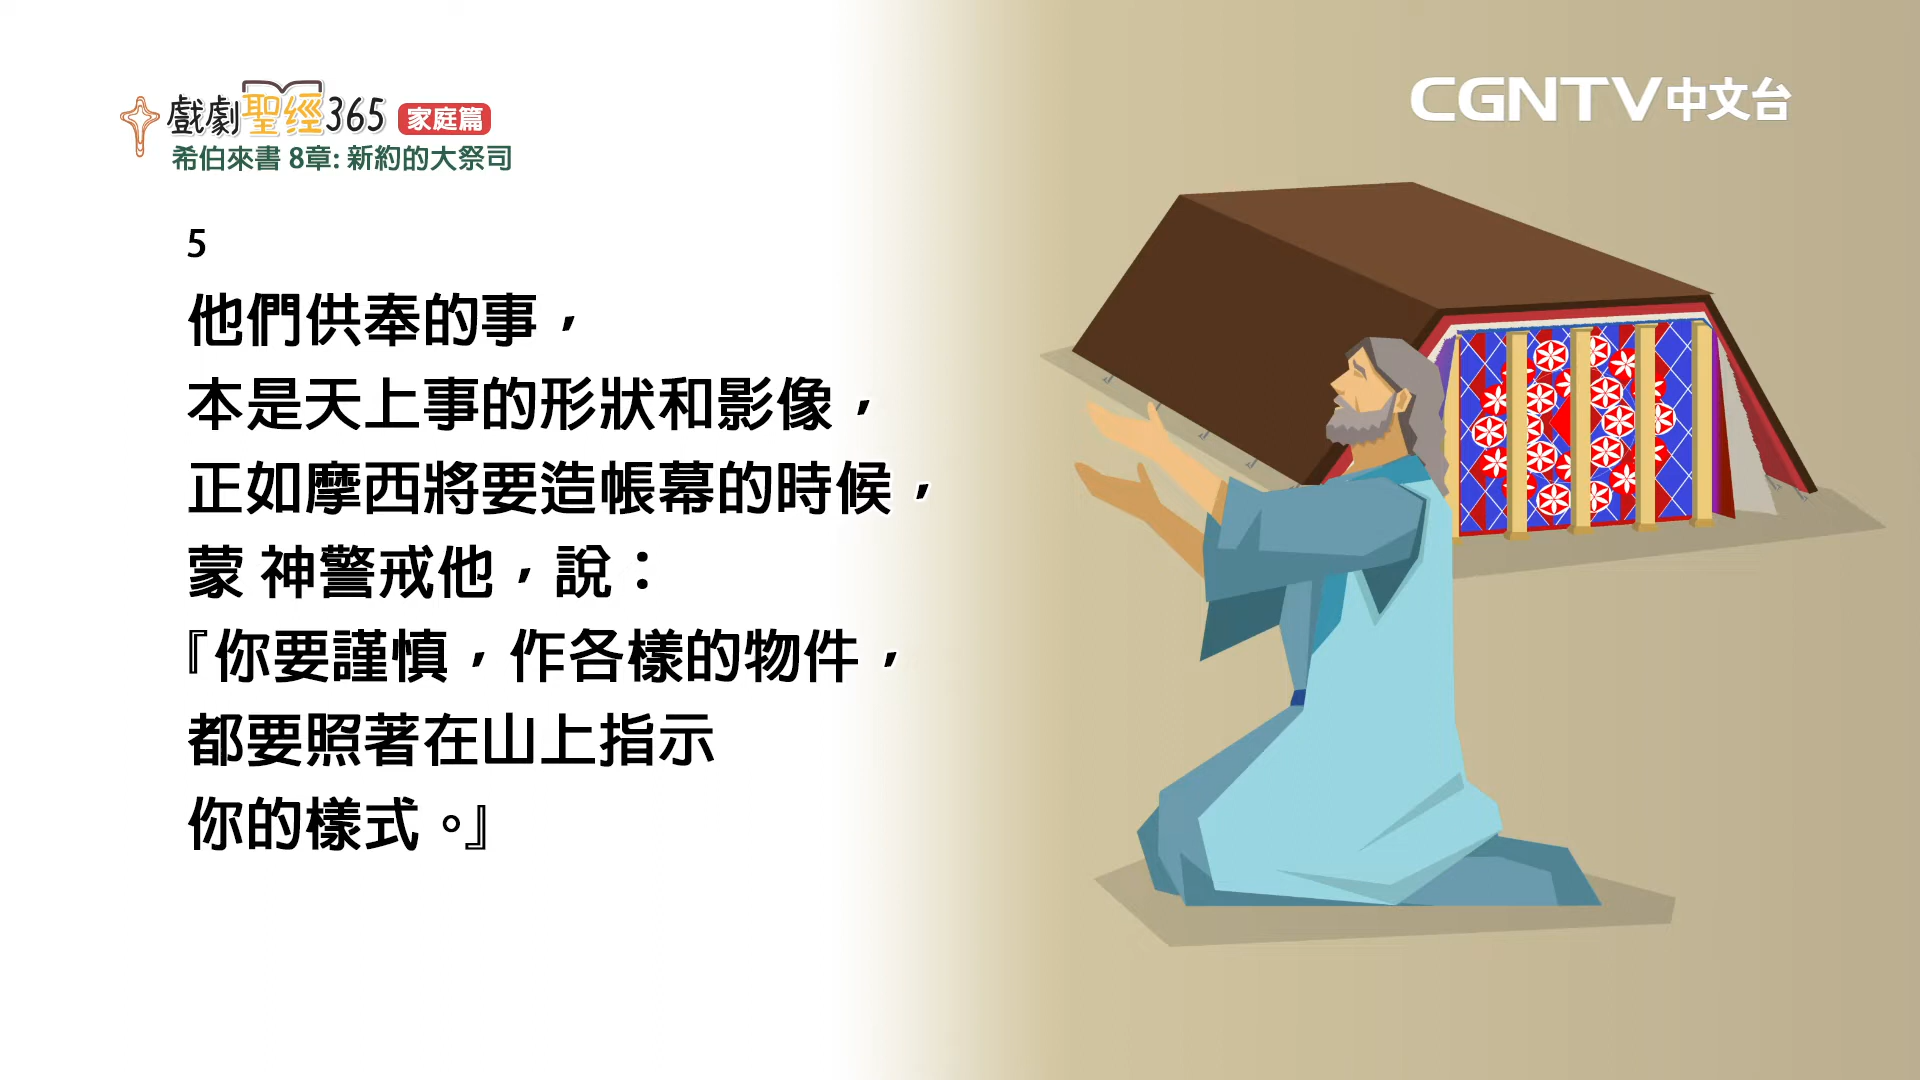 戲劇聖經365 家庭篇
希伯來書 8章: 新約的大祭司
CGNTV中文台
5
他們供奉的事，
本是天上事的形狀和影像，
正如摩西將要造帳幕的時候，
蒙 神警戒他，說：
『你要謹慎，作各樣的物件，
都要照著在山上指示
你的樣式。』